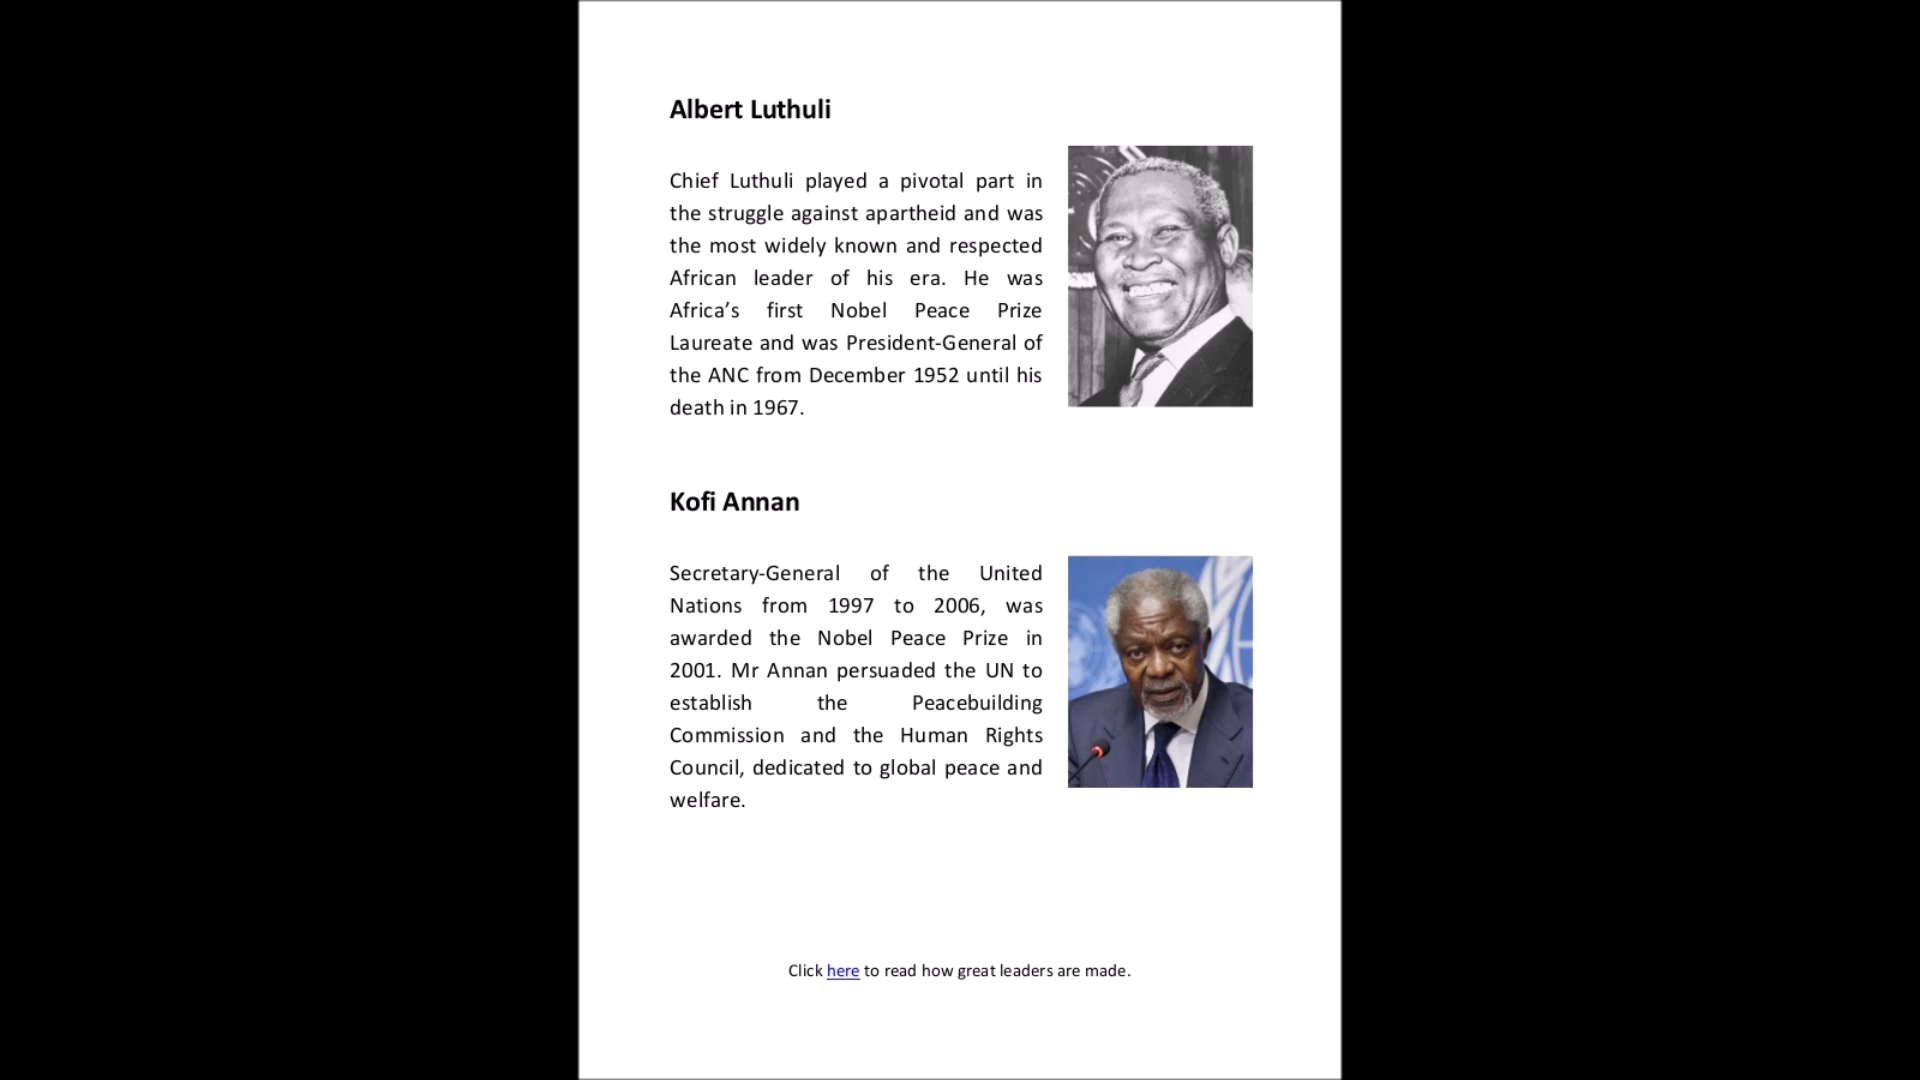 Albert Luthuli
Chief Luthuli played a pivotal part in
the struggle against apartheid and was
the most widely known and respected
African leader of his era. He was
Africa’s first Nobel Peace Prize
Laureate and was President-General of
the ANC from December 1952 until his
death in 1967.
Kofi Annan
Secretary-General of the United
Nations from 1997 to 2006, was
awarded the Nobel Peace Prize in
2001. Mr Annan persuaded the UN to
establish the Peacebuilding
Commission and the Human Rights
Council, dedicated to global peace and
welfare.
Click here to read how great leaders are made.